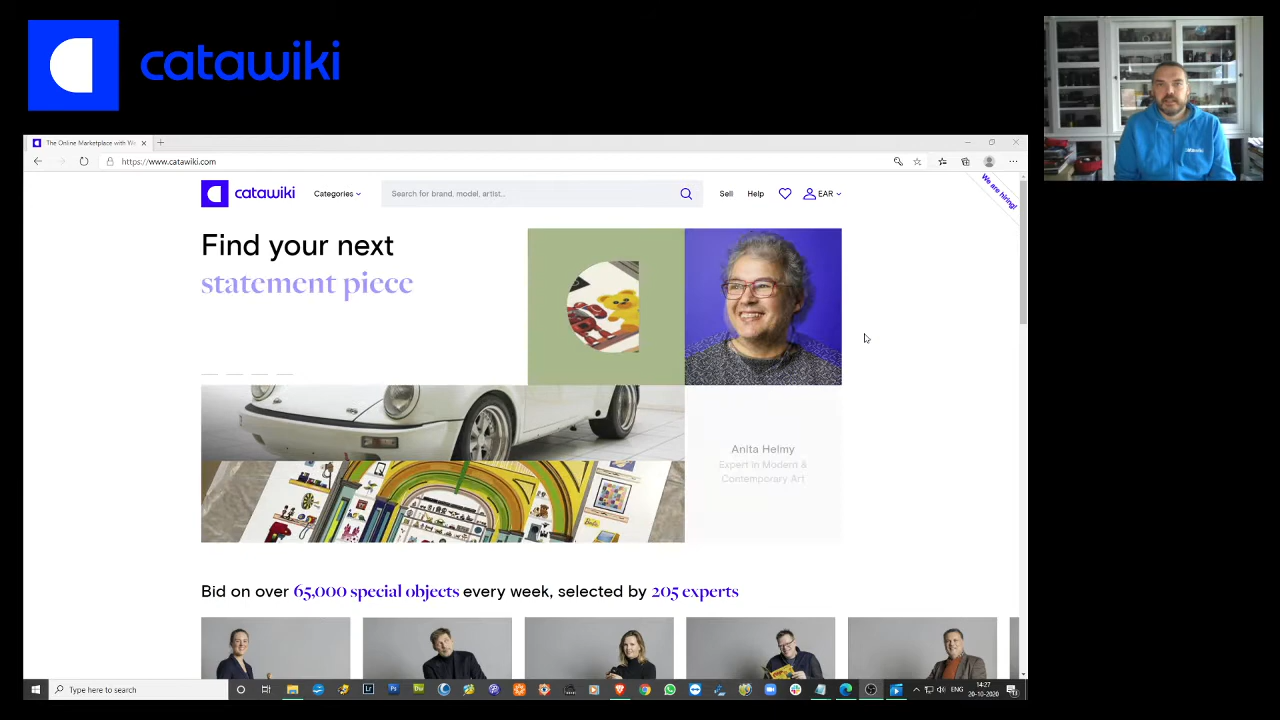 catawiki
The Online Marketplace with We
https://www.catawiki.com
We are hiring!
catawiki
Categories
Search for brand, model, artist...
Sell
Help
EAR
Find your next
statement piece
Anita Helmy
Expert in Modern &
Contemporary Art
Bid on over 65,000 special objects every week, selected by 205 experts
Type here to search
ENG
14:27
20-10-2020